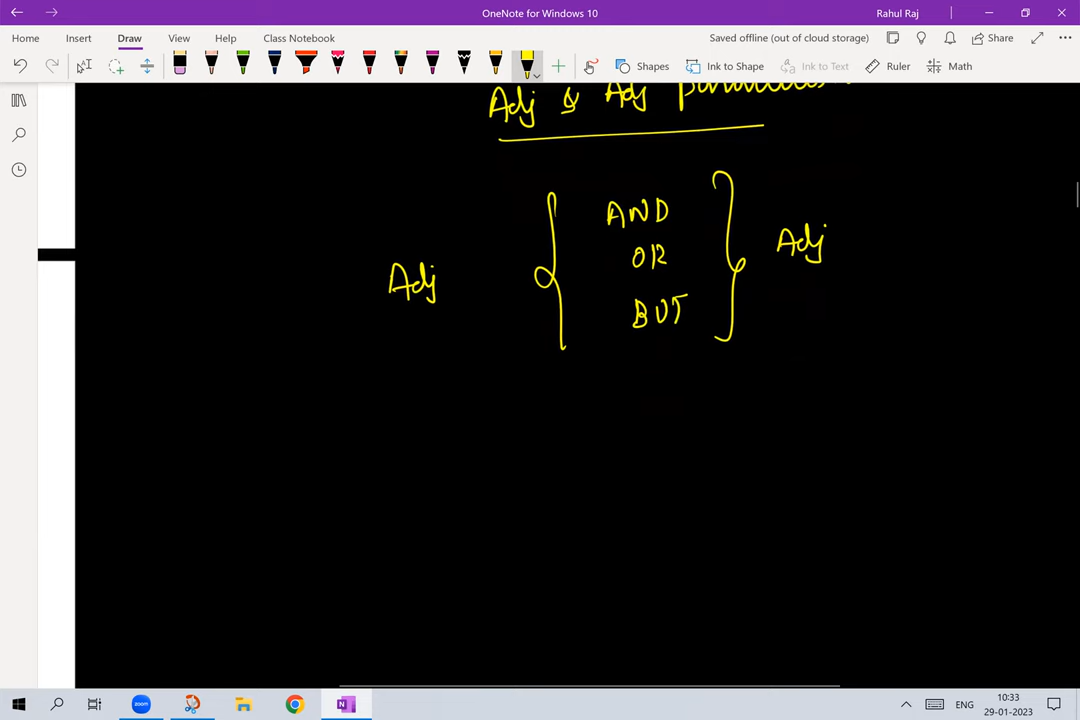 OneNote for Windows 10
Rahul Raj
Home Insert Draw View Help Class Notebook
Saved offline (out of cloud storage)
Share
Shapes
Ink to Shape
Ink to Text
Ruler
Math
Adj & Adj
AND
OR
BUT
Adj
Adj
zoom
ENG
10:33
29-01-2023